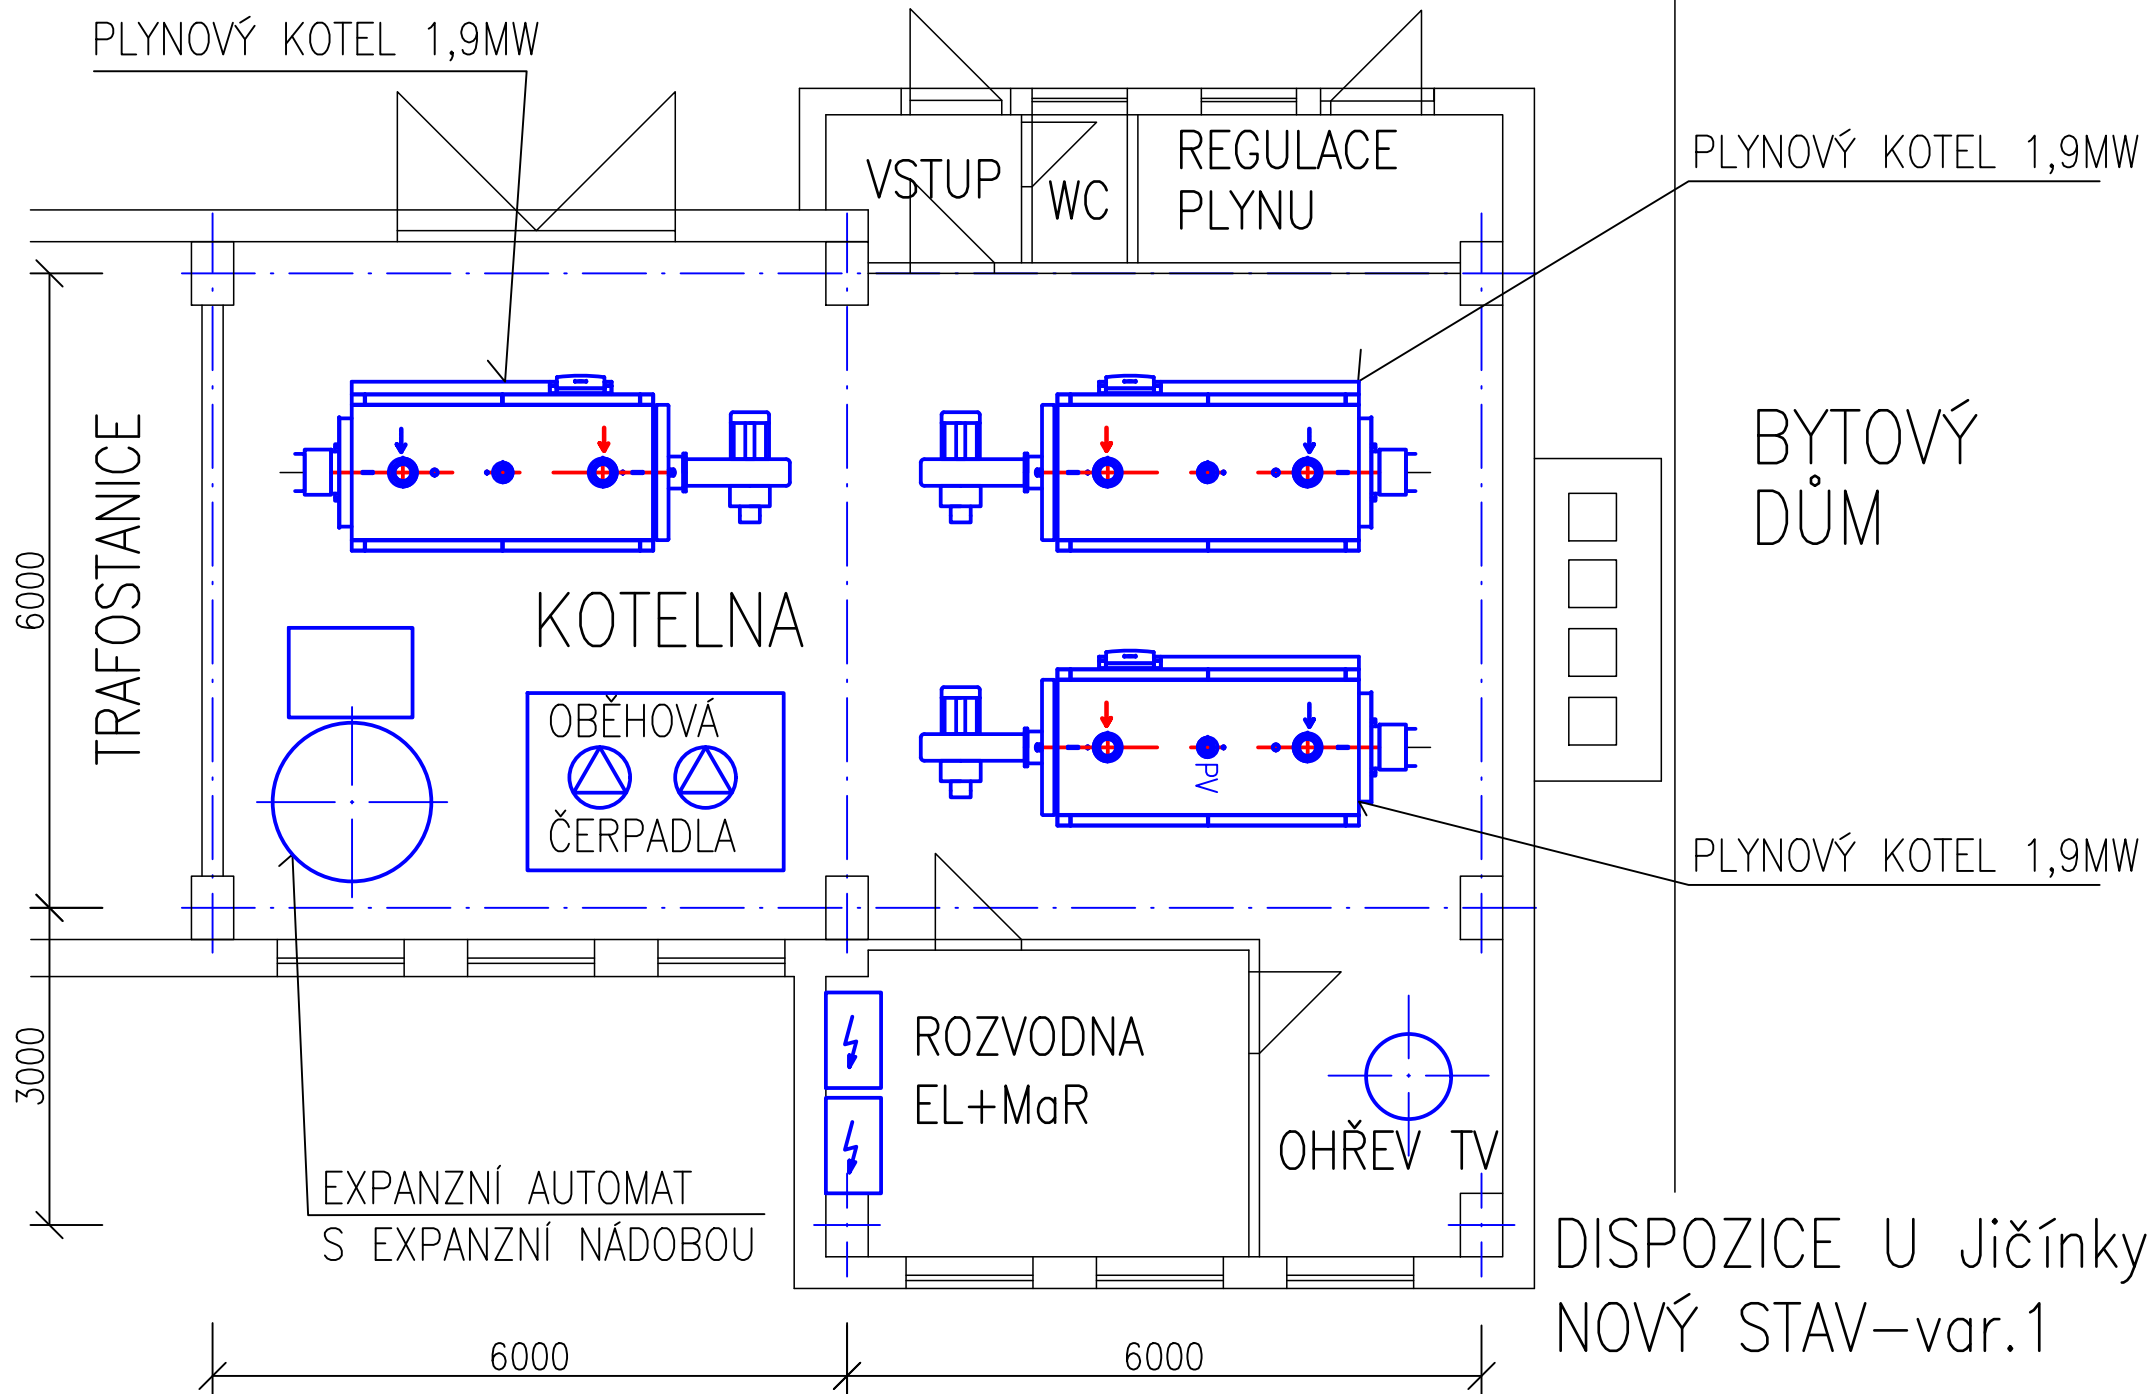 PLYNOVÝ KOTEL 1,9MW
VSTUP
WC
REGULACE
PLYNU
PLYNOVÝ KOTEL 1,9MW
TRAFOSTANICE
6000
BYTOVÝ
DŮM
KOTELNA
OBĚHOVÁ
ČERPADLA
PV
PLYNOVÝ KOTEL 1,9MW
3000
ROZVODNA
EL+MaR
OHŘEV TV
EXPANZNÍ AUTOMAT
S EXPANZNÍ NÁDOBOU
DISPOZICE U Jičínky
NOVÝ STAV-var.1
6000
6000